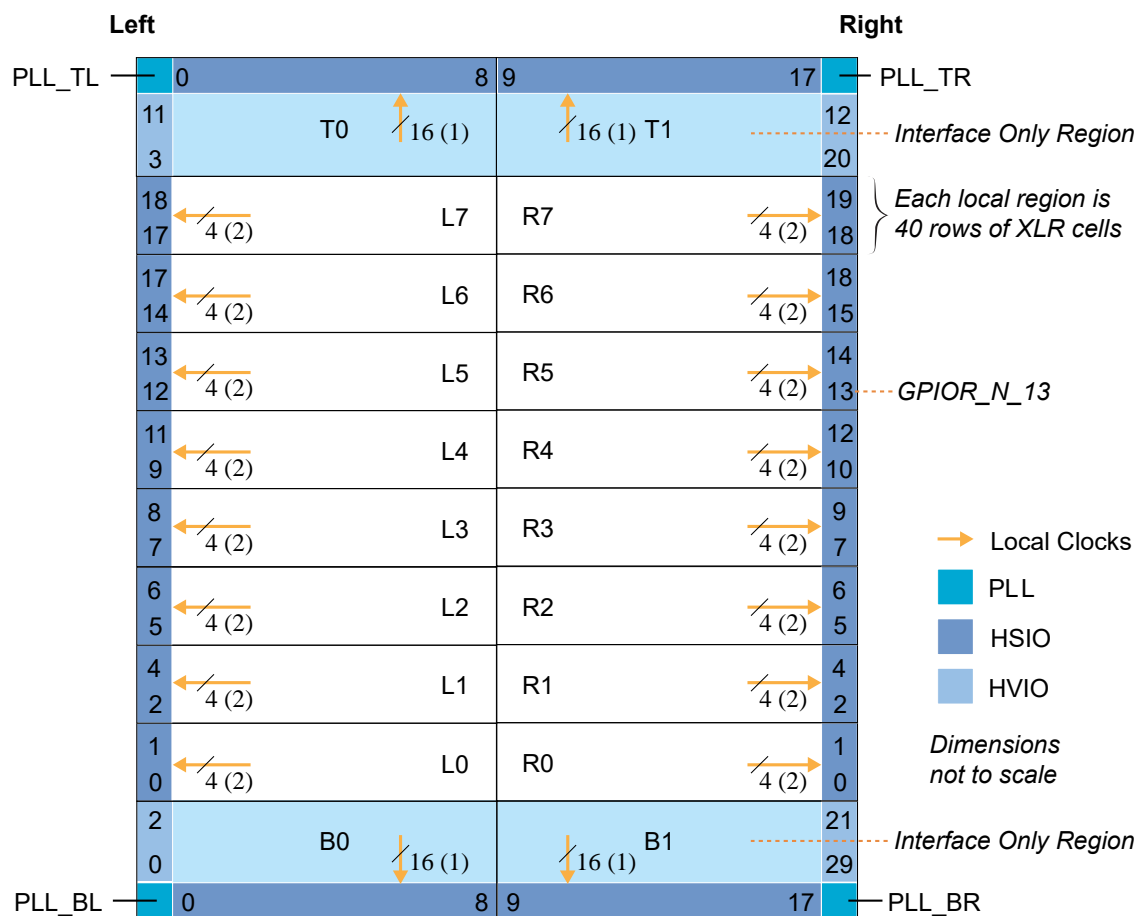 Left
Right
PLL_TL
0
8
9
17
PLL_TR
11
3
T0
16 (1)
16 (1)
T1
12
20
Interface Only Region
18
17
4 (2)
L7
R7
4 (2)
19
18
Each local region is
40 rows of XLR cells
17
14
4 (2)
L6
R6
4 (2)
18
15
13
12
4 (2)
L5
R5
4 (2)
14
13
GPIOR_N_13
11
9
4 (2)
L4
R4
4 (2)
12
10
8
7
4 (2)
L3
R3
4 (2)
9
7
Local Clocks
PLL
6
5
4 (2)
L2
R2
4 (2)
6
5
HSIO
4
2
4 (2)
L1
R1
4 (2)
4
2
HVIO
1
0
4 (2)
L0
R0
4 (2)
1
0
Dimensions
not to scale
2
0
B0
16 (1)
16 (1)
B1
21
29
Interface Only Region
PLL_BL
0
8
9
17
PLL_BR